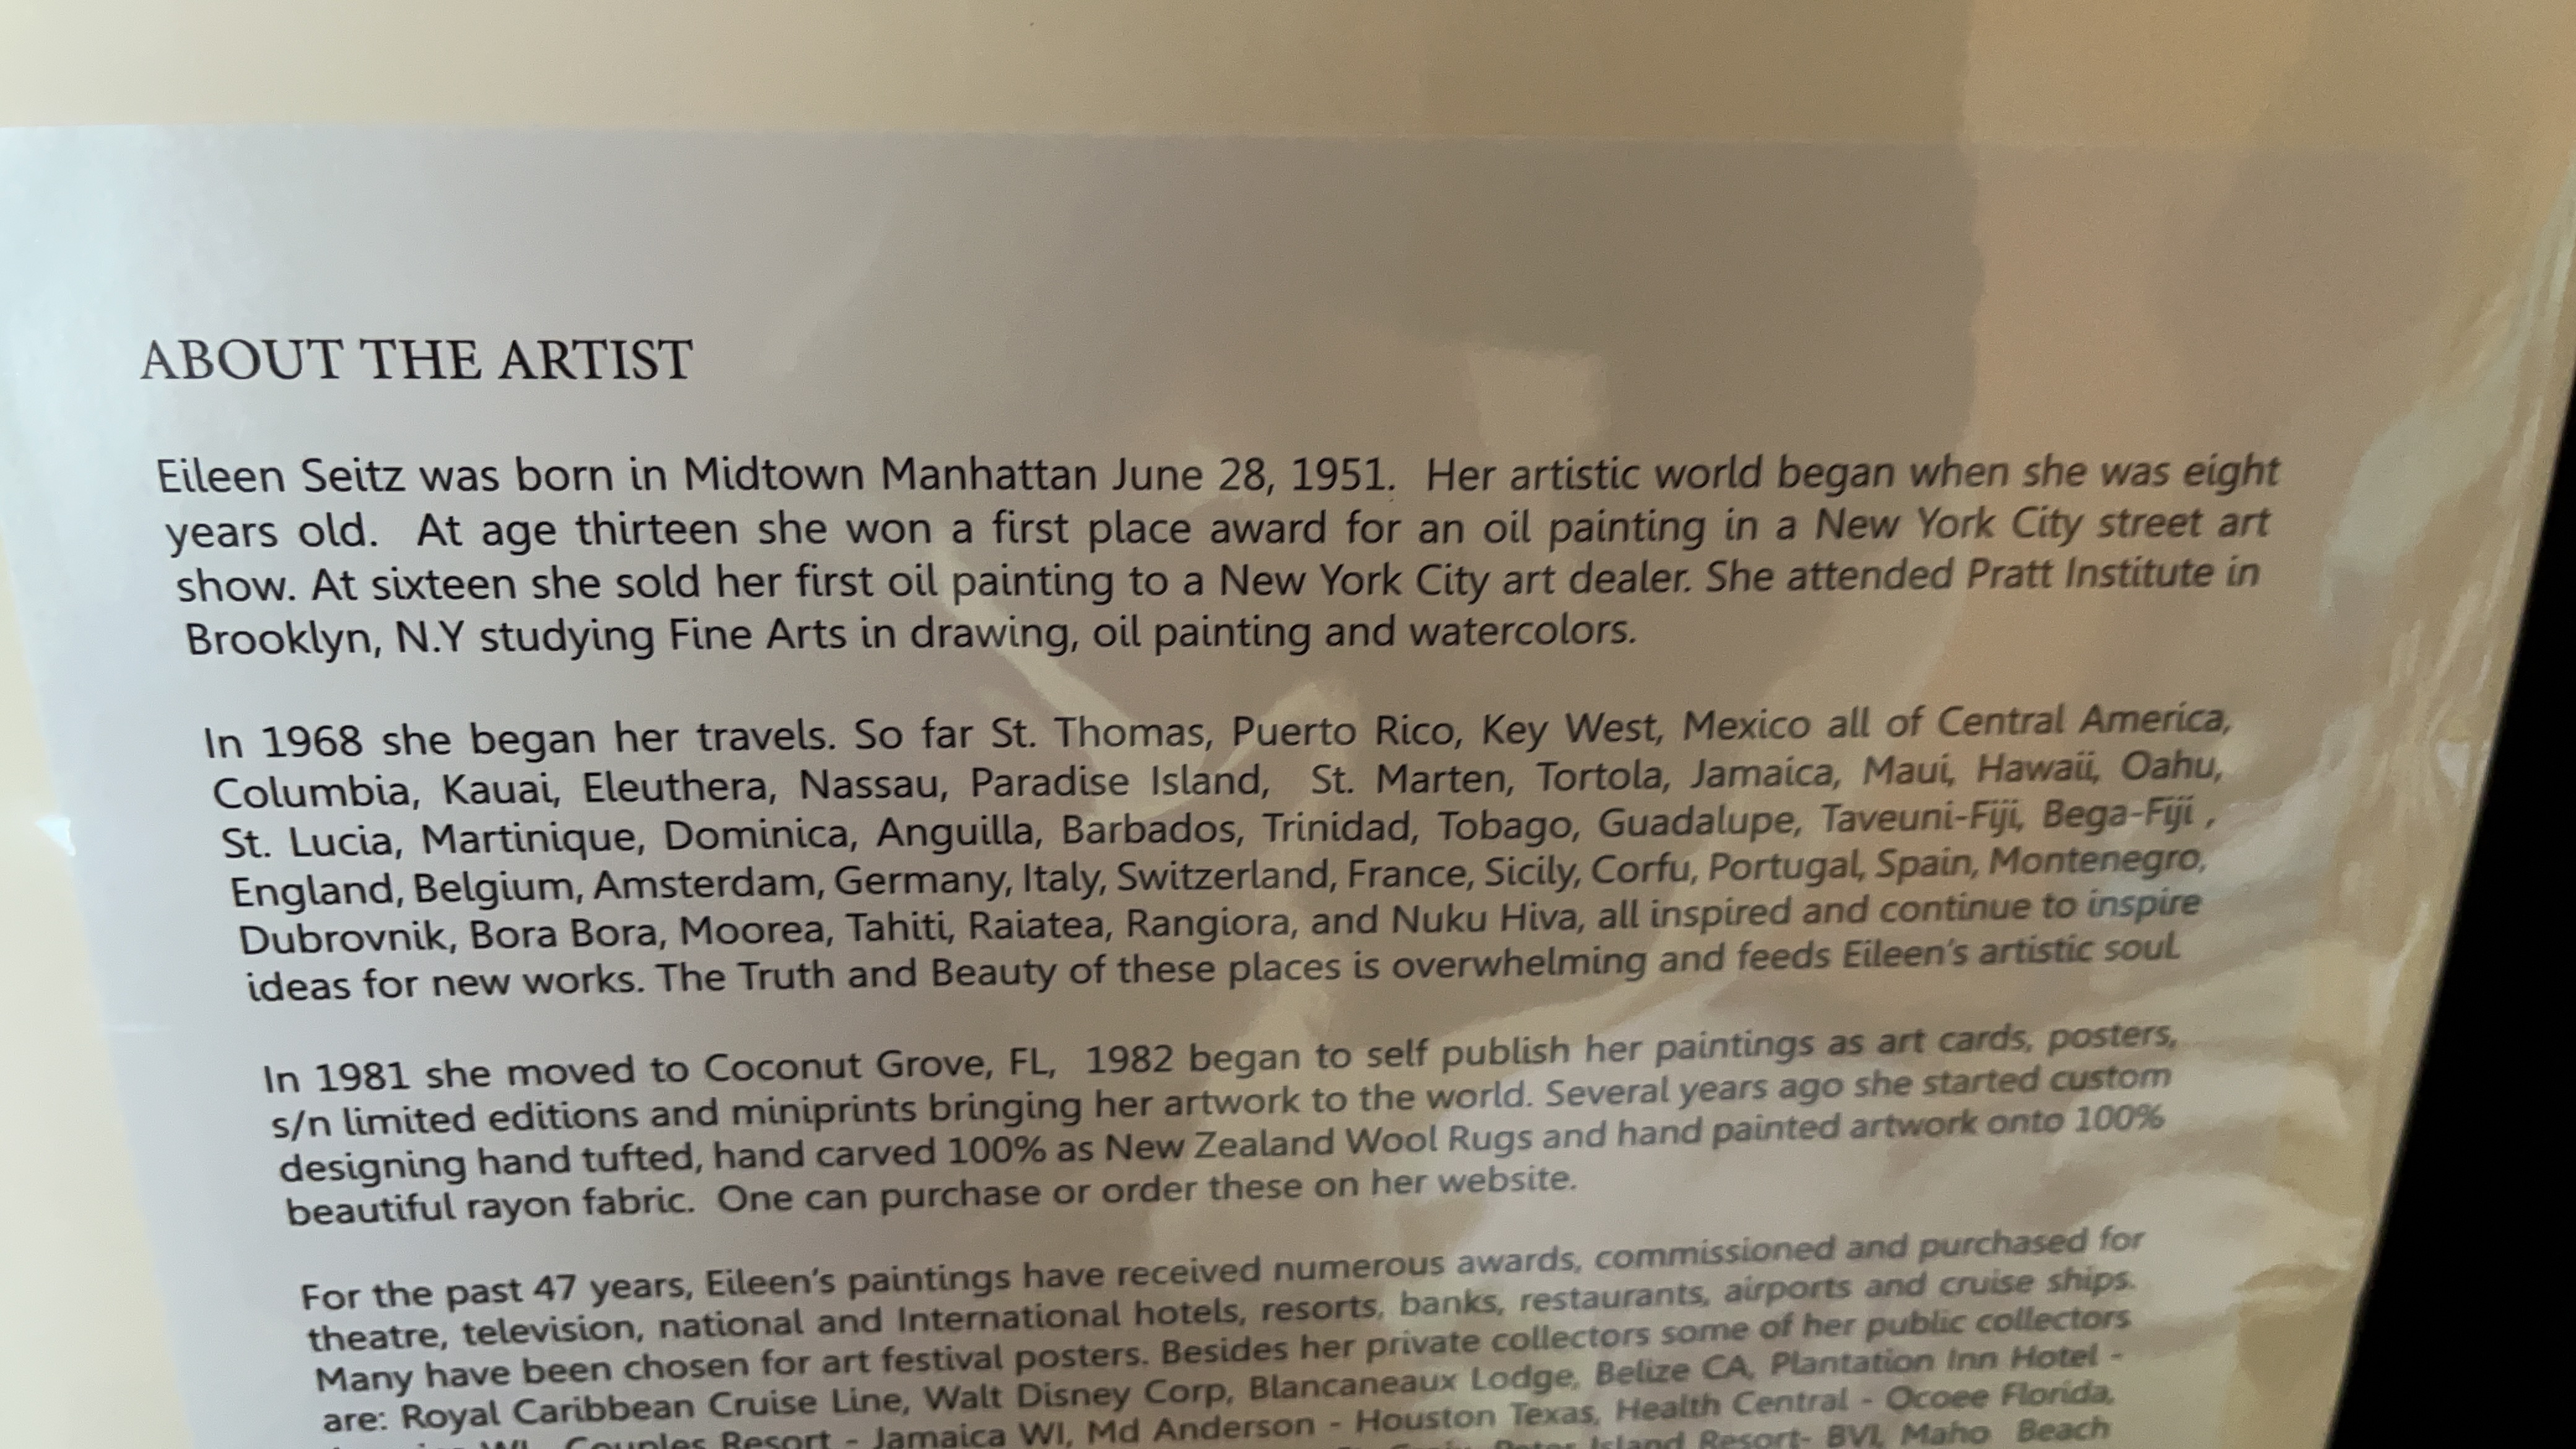 ABOUT THE ARTIST
Eileen Seitz was born in Midtown Manhattan June 28, 1951. Her artistic world began when she was eight
years old. At age thirteen she won a first place award for an oil painting in a New York City street art
show. At sixteen she sold her first oil painting to a New York City art dealer. She attended Pratt Institute in
Brooklyn, N.Y studying Fine Arts in drawing, oil painting and watercolors.
In 1968 she began her travels. So far St. Thomas, Puerto Rico, Key West, Mexico all of Central America,
Columbia, Kauai, Eleuthera, Nassau, Paradise Island, St. Marten, Tortola, Jamaica, Maui, Hawaii, Oahu,
St. Lucia, Martinique, Dominica, Anguilla, Barbados, Trinidad, Tobago, Guadalupe, Taveuni-Fiji, Bega-Fiji ,
England, Belgium, Amsterdam, Germany, Italy, Switzerland, France, Sicily, Corfu, Portugal, Spain, Montenegro,
Dubrovnik, Bora Bora, Moorea, Tahiti, Raiatea, Rangiora, and Nuku Hiva, all inspired and continue to inspire
ideas for new works. The Truth and Beauty of these places is overwhelming and feeds Eileen's artistic soul.
In 1981 she moved to Coconut Grove, FL, 1982 began to self publish her paintings as art cards, posters,
s/n limited editions and miniprints bringing her artwork to the world. Several years ago she started custom
designing hand tufted, hand carved 100% as New Zealand Wool Rugs and hand painted artwork onto 100%
beautiful rayon fabric. One can purchase or order these on her website.
For the past 47 years, Eileen's paintings have received numerous awards, commissioned and purchased for
theatre, television, national and International hotels, resorts, banks, restaurants, airports and cruise ships.
Many have been chosen for art festival posters. Besides her private collectors some of her public collectors
are: Royal Caribbean Cruise Line, Walt Disney Corp, Blancaneaux Lodge, Belize CA, Plantation Inn Hotel -
WI, Couples Resort - Jamaica WI, Md Anderson - Houston Texas, Health Central - Ocoee Florida,
Island Resort- BVI, Maho Beach